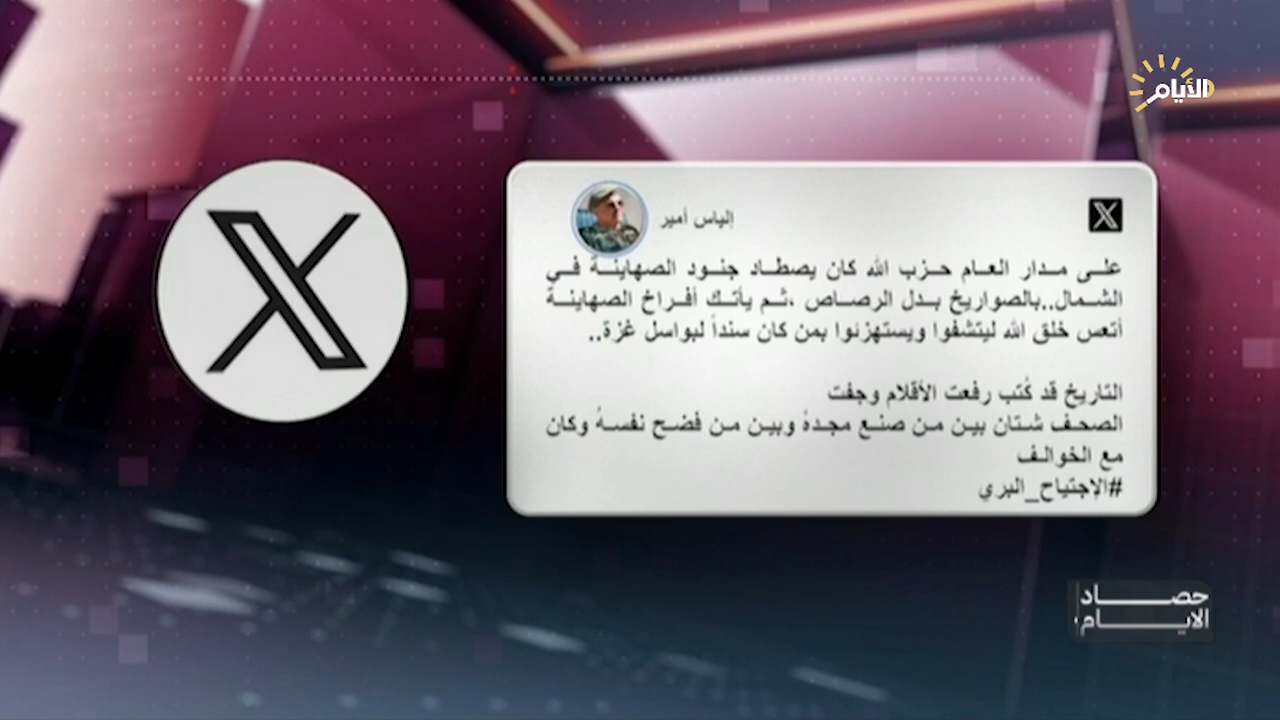 الأيام
إلياس أمير
على مدار العام حزب الله كان يصطاد جنود الصهاينة في
الشمال..بالصواريخ بدل الرصاص ،ثم يأتك أفراخ الصهاينة
أتعس خلق الله ليتشفوا ويستهزنوا بمن كان سنداً لبواسل غزة..
التاريخ قد كُتب رفعت الأقلام وجفت
الصحف شتان بين من صنع مجدهُ وبين من فضح نفسهُ وكان
مع الخوالف
#الإجتياح_البري
حصاد
الايام